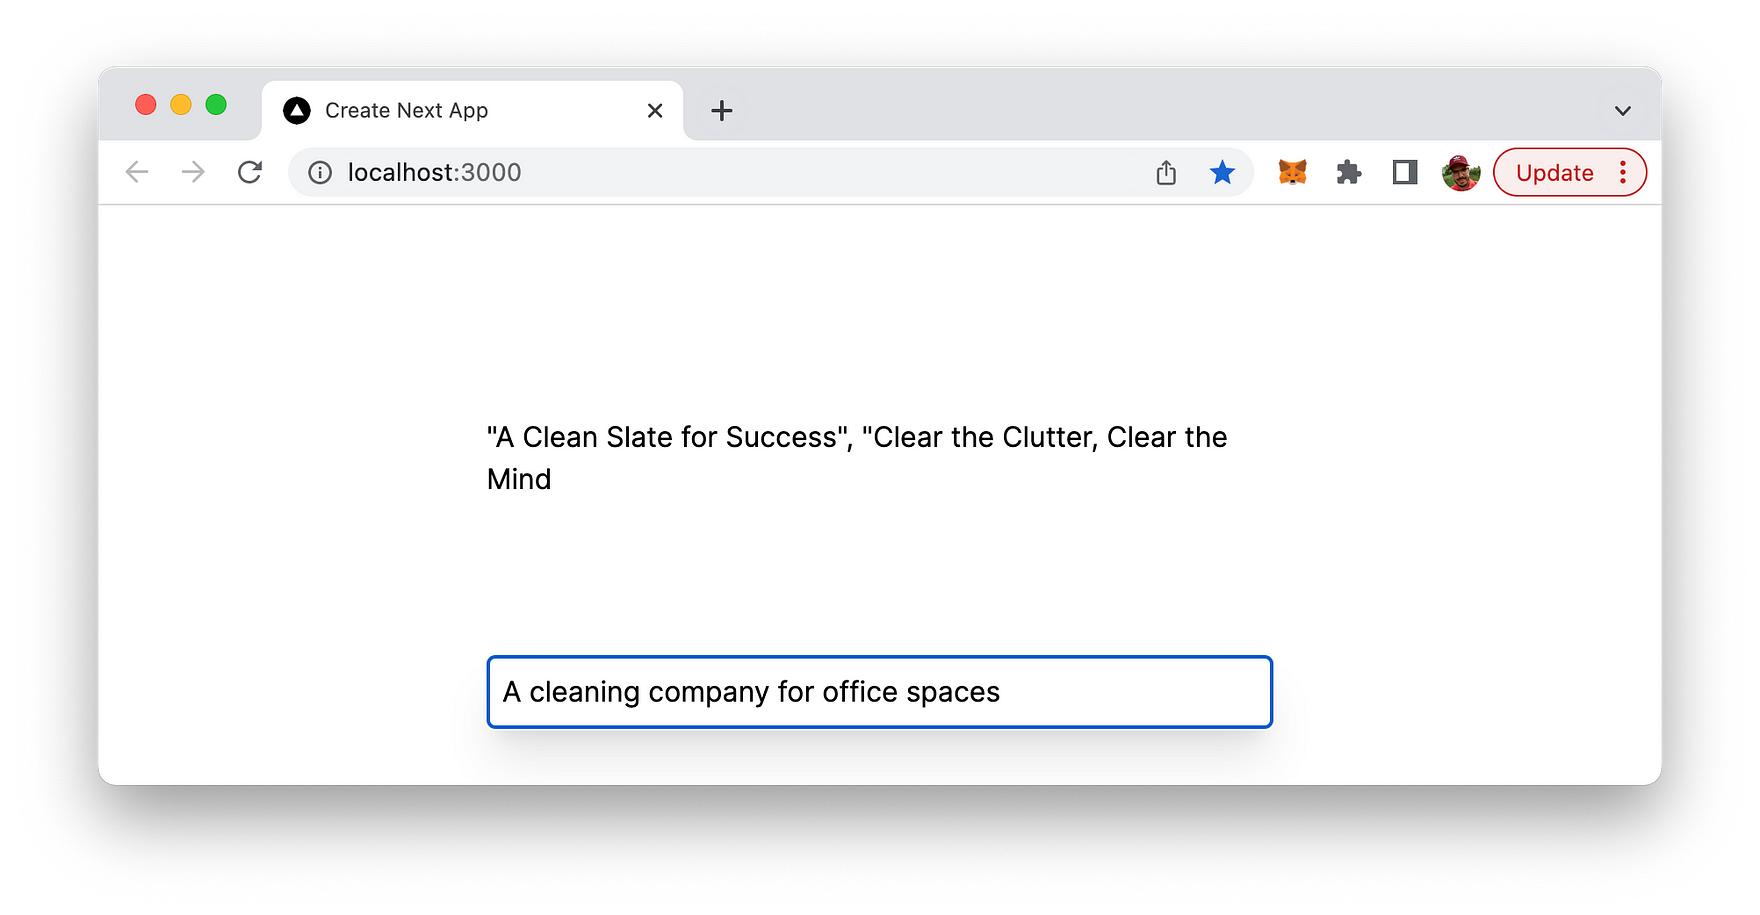 Create Next App
localhost:3000
Update
"A Clean Slate for Success", "Clear the Clutter, Clear the
Mind
A cleaning company for office spaces